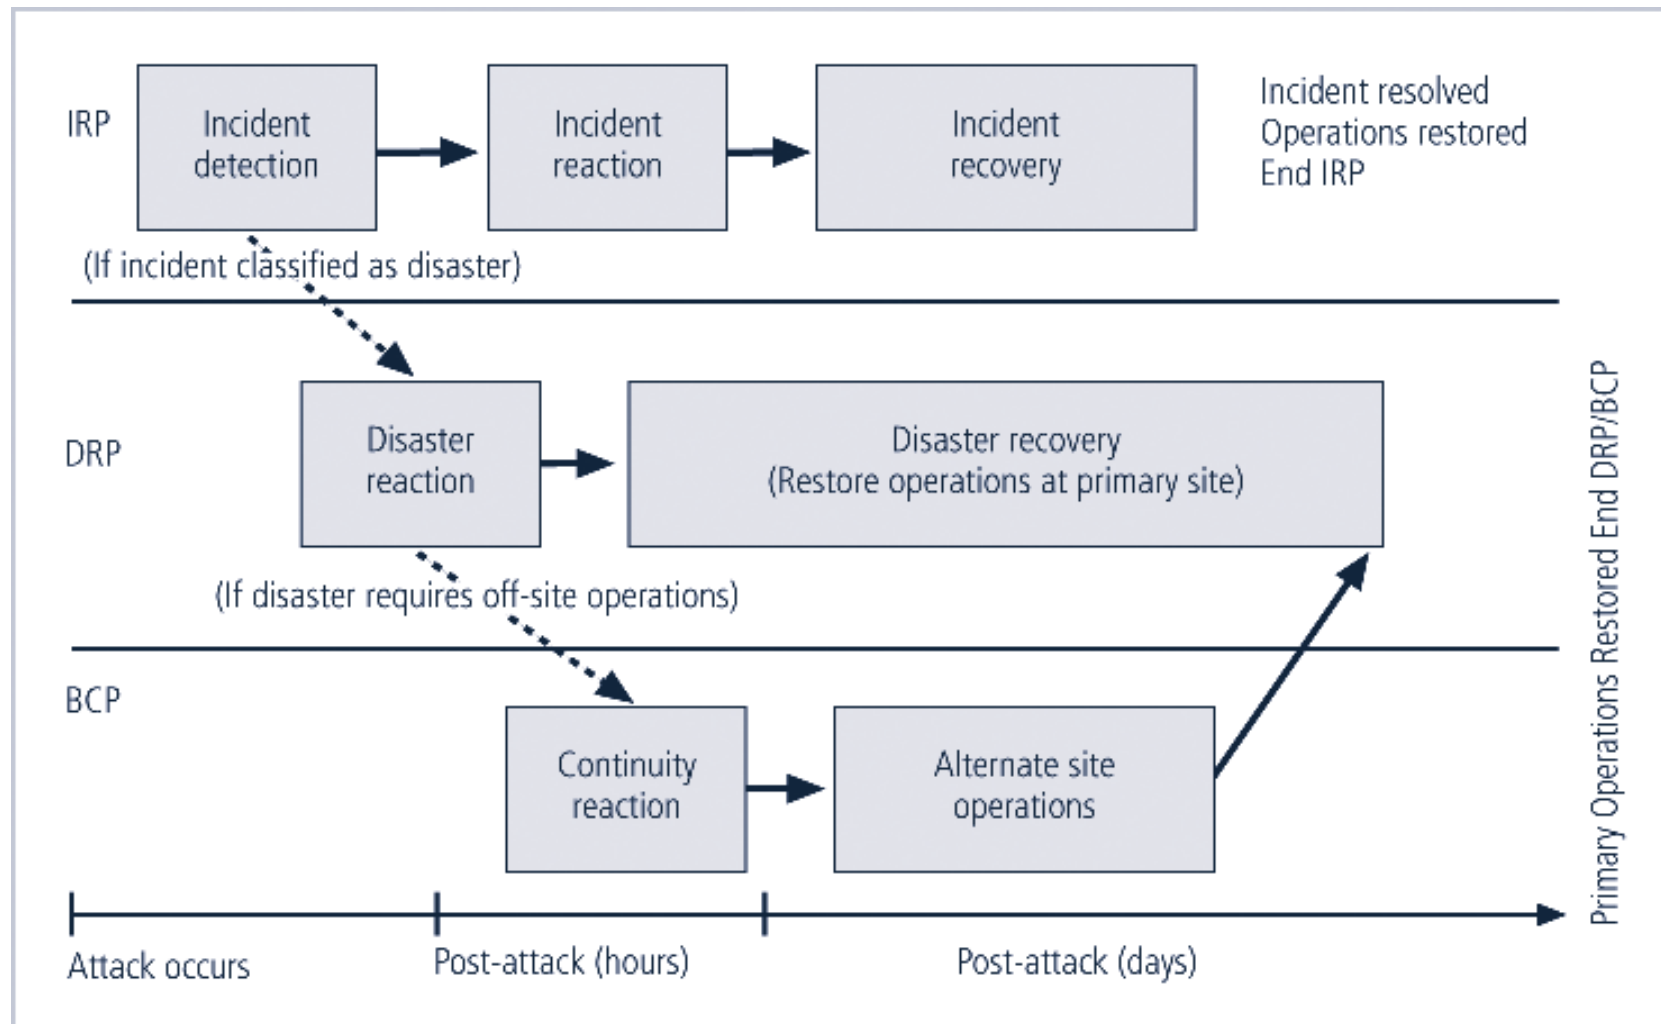 IRP
Incident
detection
Incident
reaction
Incident
recovery
Incident resolved
Operations restored
End IRP
(If incident classified as disaster)
DRP
Disaster
reaction
Disaster recovery
(Restore operations at primary site)
(If disaster requires off-site operations)
BCP
Continuity
reaction
Alternate site
operations
Primary Operations Restored End DRP/BCP
Attack occurs
Post-attack (hours)
Post-attack (days)